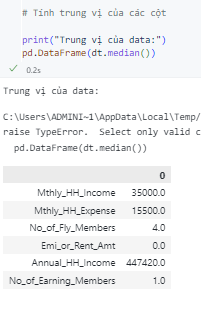 # Tính trung vị của các cột
print("Trung vị của data:")
pd.DataFrame(dt.median())
0.2s
Trung vị của data:
C:\Users\ADMINI~1\AppData\Local\Temp/
raise TypeError.  Select only valid c
pd.DataFrame(dt.median())
0
Mthly_HH_Income 35000.0
Mthly_HH_Expense 15500.0
No_of_Fly_Members 4.0
Emi_or_Rent_Amt 0.0
Annual_HH_Income 447420.0
No_of_Earning_Members 1.0